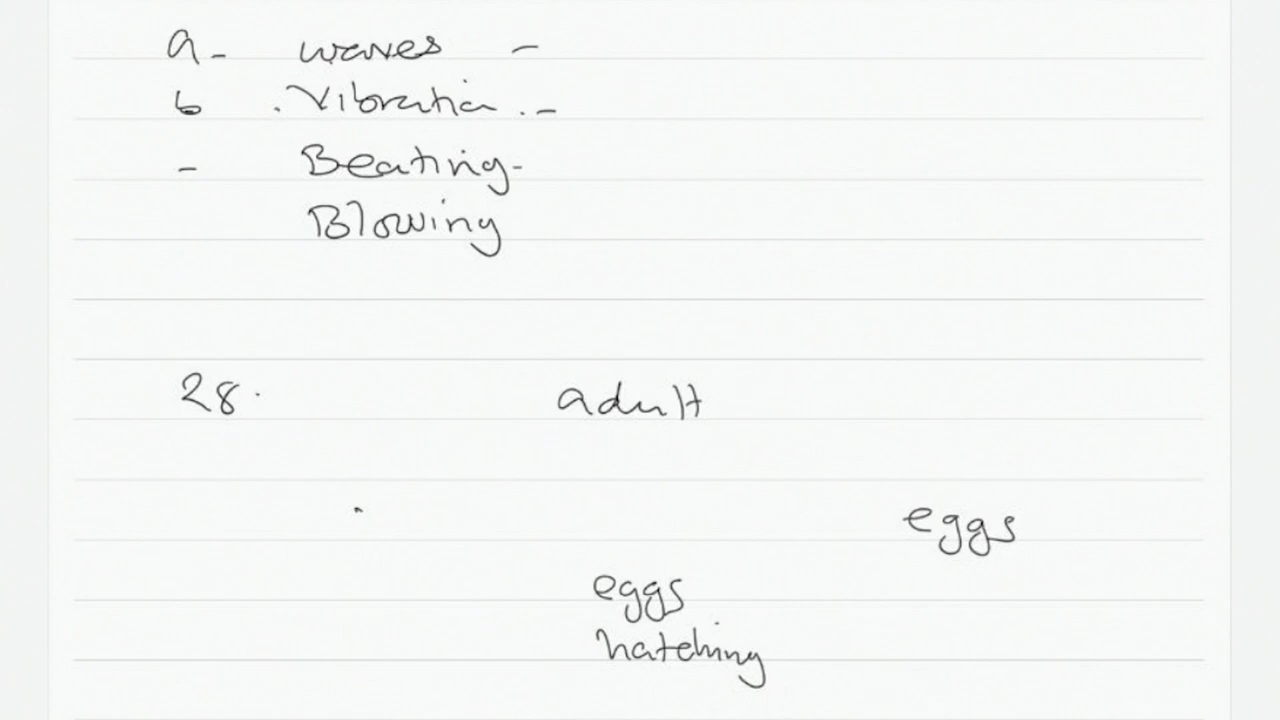 a- waves -
b . Vibratia . -
- Beating-
Blowing
28. adult
eggs
eggs
hatching